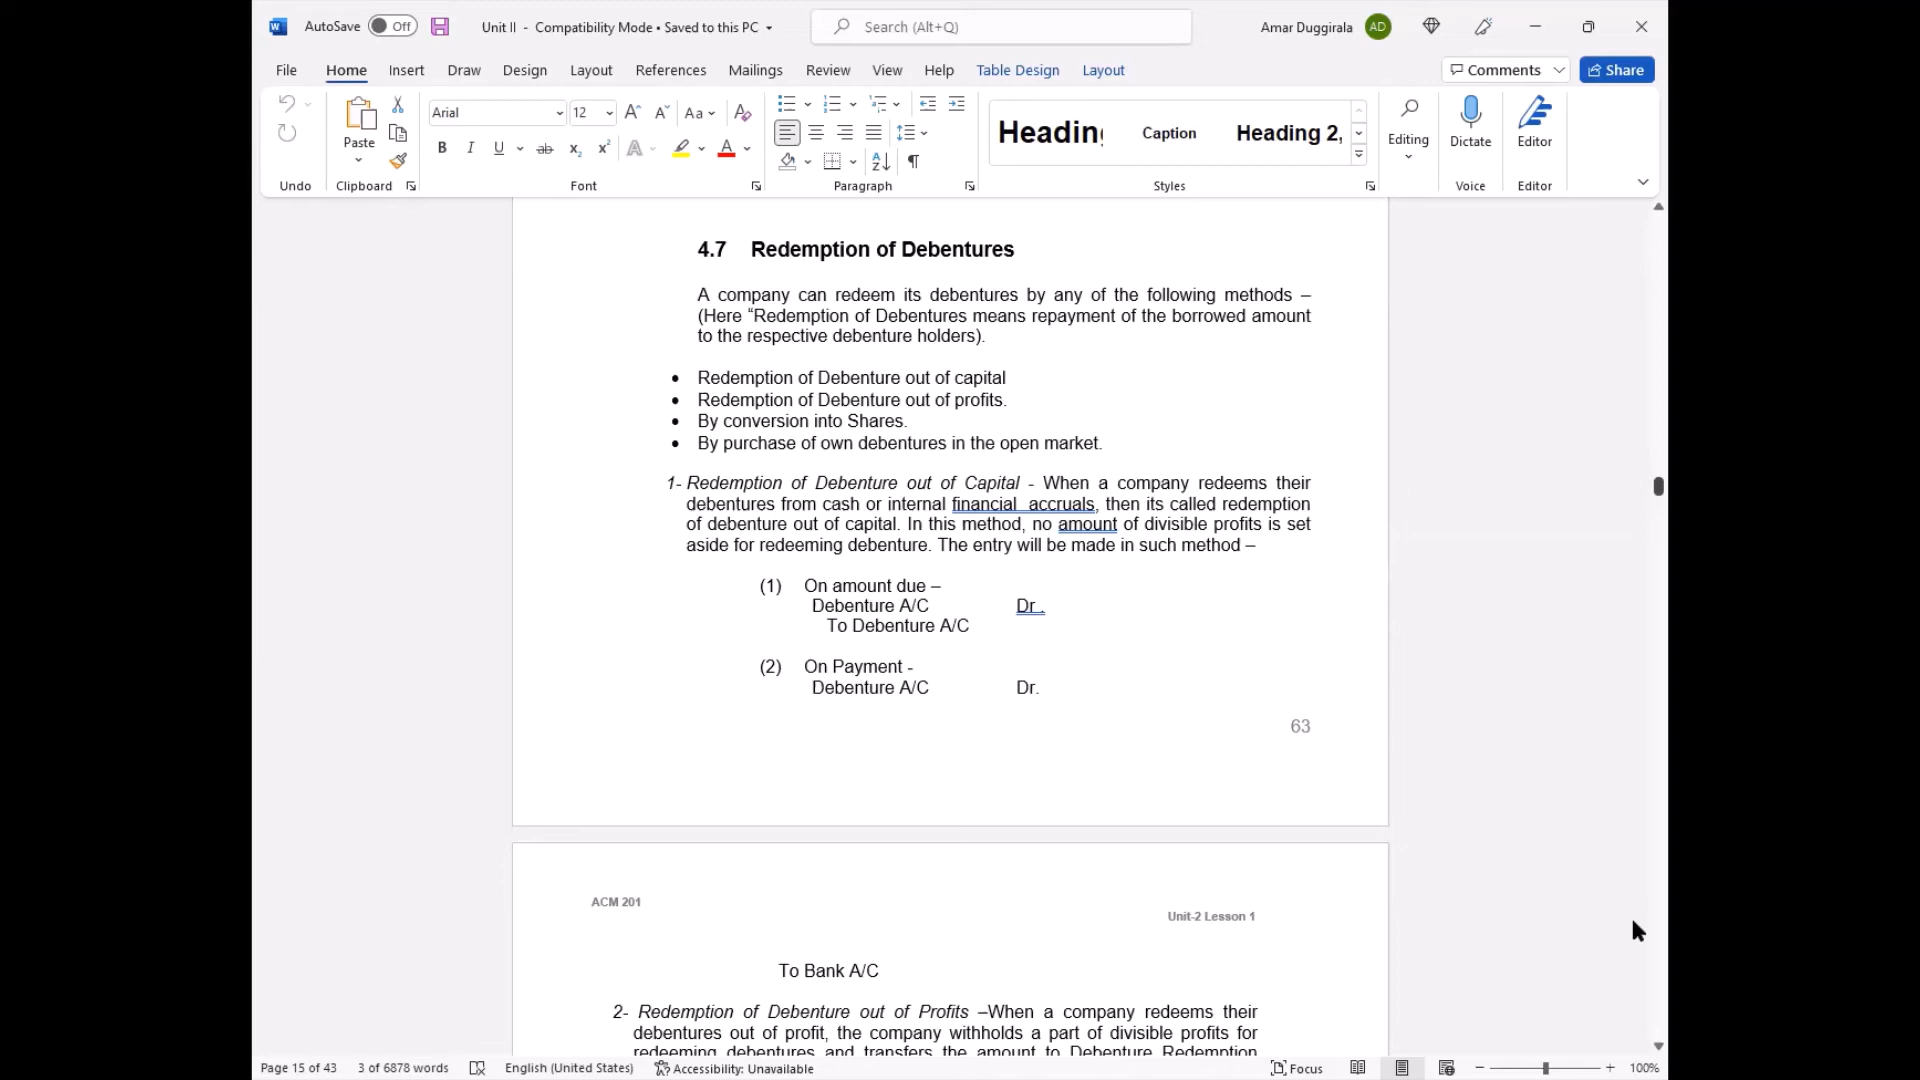 AutoSave Off Unit II - Compatibility Mode • Saved to this PC Search (Alt+Q) Amar Duggirala AD
File Home Insert Draw Design Layout References Mailings Review View Help Table Design Layout Comments Share
Paste Arial 12 Aa Heading Caption Heading 2, Editing Dictate Editor
Undo Clipboard Font Paragraph Styles Voice Editor
4.7 Redemption of Debentures
A company can redeem its debentures by any of the following methods –
(Here “Redemption of Debentures means repayment of the borrowed amount
to the respective debenture holders).
• Redemption of Debenture out of capital
• Redemption of Debenture out of profits.
• By conversion into Shares.
• By purchase of own debentures in the open market.
1- Redemption of Debenture out of Capital - When a company redeems their
debentures from cash or internal financial accruals, then its called redemption
of debenture out of capital. In this method, no amount of divisible profits is set
aside for redeeming debenture. The entry will be made in such method –
(1) On amount due –
Debenture A/C Dr .
To Debenture A/C
(2) On Payment -
Debenture A/C Dr.
63
ACM 201
Unit-2 Lesson 1
To Bank A/C
2- Redemption of Debenture out of Profits –When a company redeems their
debentures out of profit, the company withholds a part of divisible profits for
redeeming debentures and transfers the amount to Debenture Redemption
Page 15 of 43 3 of 6878 words English (United States) Accessibility: Unavailable Focus 100%